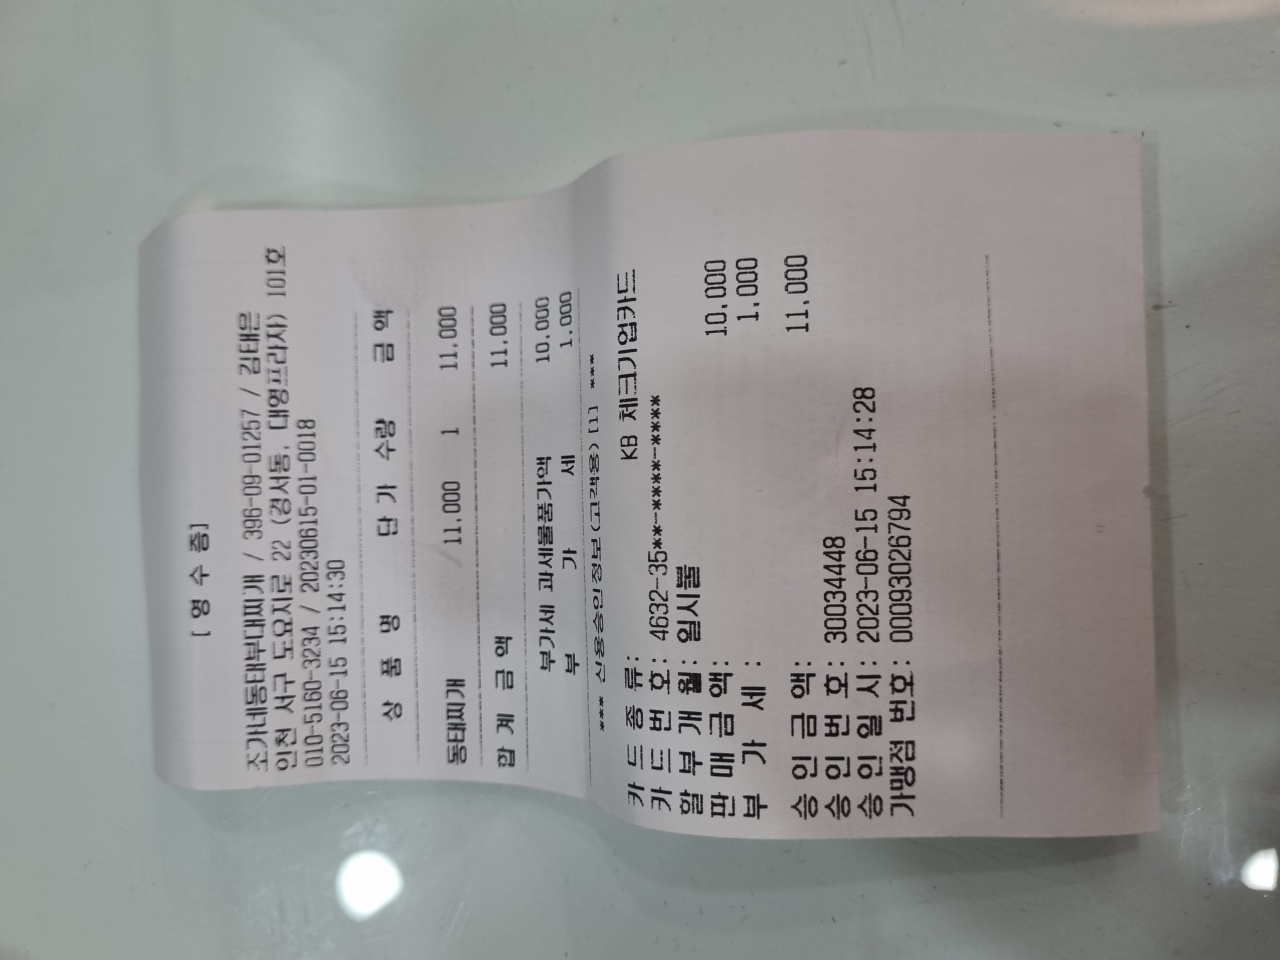 [ 영 수 증 ]
조가네동태부대찌개 / 396-09-01257 / 김태은
인천 서구 도요지로 22 (경서동, 대영프라자) 101호
010-5160-3234 / 20230615-01-0018
2023-06-15 15:14:30
상 품 명 단 가 수량 금 액
동태찌개 11.000 1 11.000
합 계 금 액 11.000
부가세 과세물품가액 10.000
부 가 세 1.000
*** 신용승인정보(고객용) [1] ***
카 드 종 류: KB 체크기업카드
카 드 번 호: 4632-35**-****-****
할 부 개 월: 일시불
판 매 금 액: 10.000
부 가 세 : 1.000
승 인 금 액: 11.000
승 인 번 호: 30034448
승 인 일 시: 2023-06-15 15:14:28
가맹점 번호: 00093026794